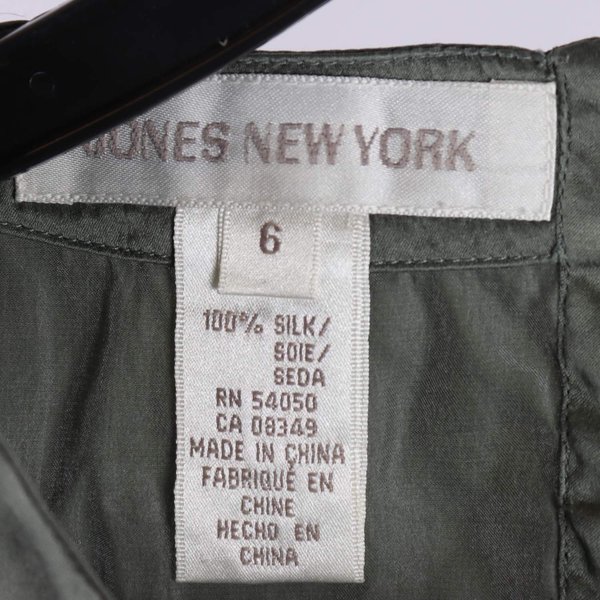 JONES NEW YORK
6
100% SILK/
SOIE/
SEDA
RN 54050
CA 08349
MADE IN CHINA
FABRIQUÉ EN
CHINE
HECHO EN
CHINA